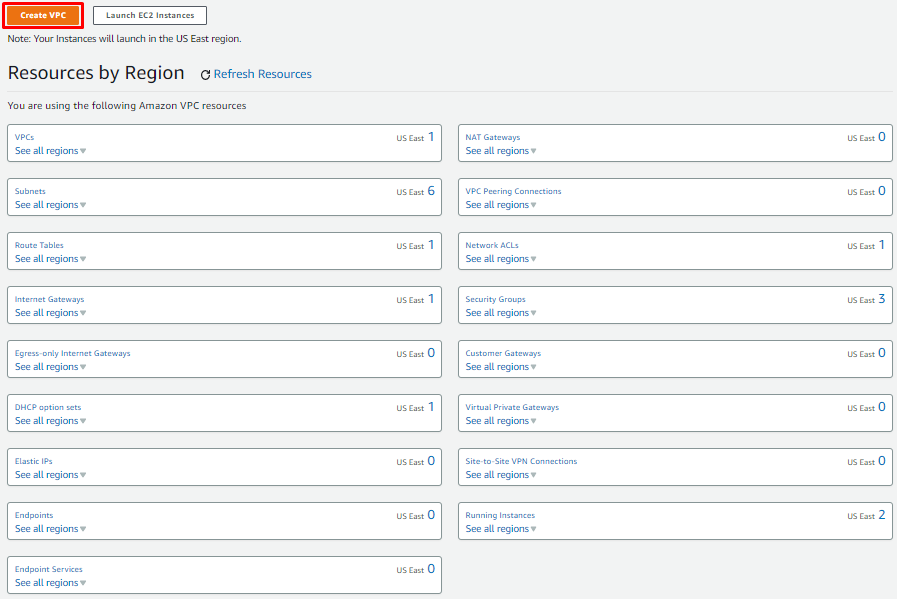 Create VPC
Launch EC2 Instances
Note: Your Instances will launch in the US East region.
Resources by Region
Refresh Resources
You are using the following Amazon VPC resources
VPCs
US East 1
See all regions
NAT Gateways
US East 0
See all regions
Subnets
US East 6
See all regions
VPC Peering Connections
US East 0
See all regions
Route Tables
US East 1
See all regions
Network ACLs
US East 1
See all regions
Internet Gateways
US East 1
See all regions
Security Groups
US East 3
See all regions
Egress-only Internet Gateways
US East 0
See all regions
Customer Gateways
US East 0
See all regions
DHCP option sets
US East 1
See all regions
Virtual Private Gateways
US East 0
See all regions
Elastic IPs
US East 0
See all regions
Site-to-Site VPN Connections
US East 0
See all regions
Endpoints
US East 0
See all regions
Running Instances
US East 2
See all regions
Endpoint Services
US East 0
See all regions